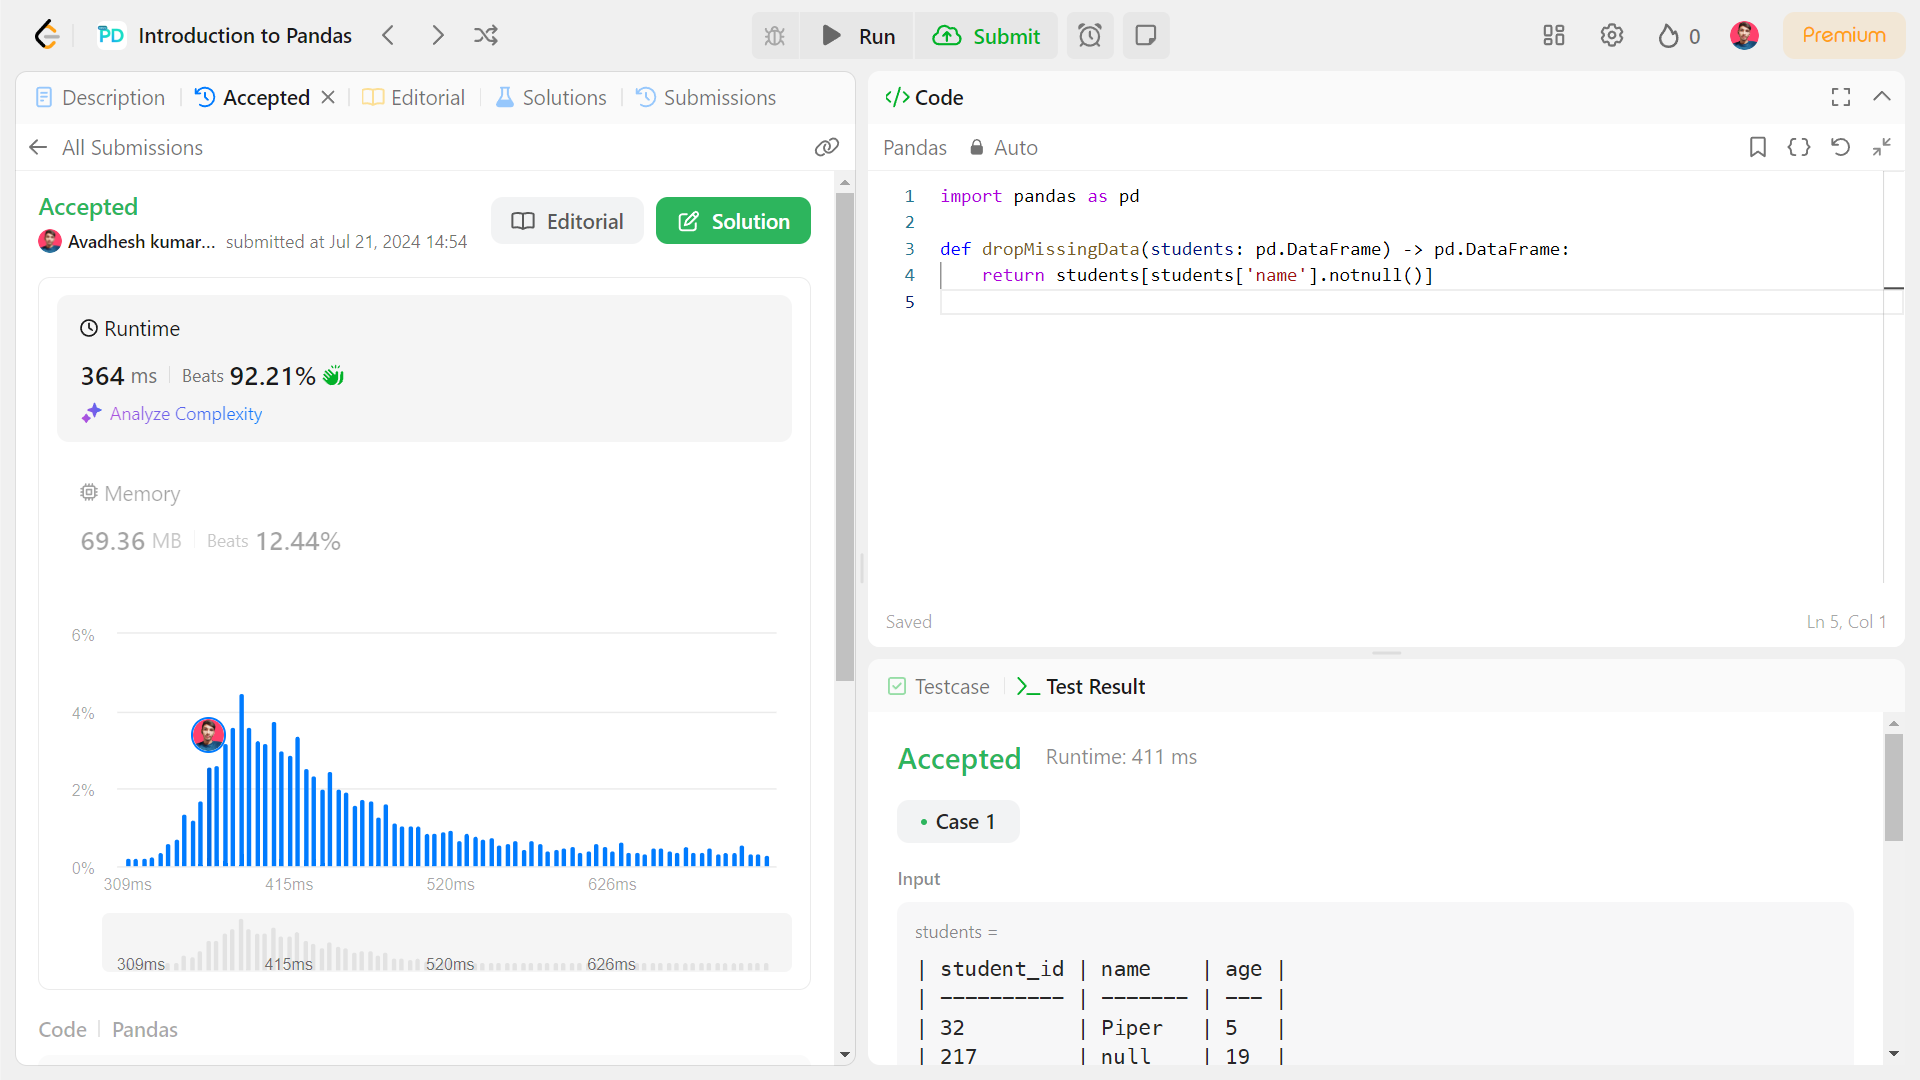 PD Introduction to Pandas
Run
Submit
0
Premium
Description
Accepted
Editorial
Solutions
Submissions
All Submissions
Accepted
Avadhesh kumar... submitted at Jul 21, 2024 14:54
Editorial
Solution
Runtime
364 ms Beats 92.21%
Analyze Complexity
Memory
69.36 MB Beats 12.44%
6%
4%
2%
0%
309ms 415ms 520ms 626ms
309ms 415ms 520ms 626ms
Code Pandas
</> Code
Pandas Auto
1 import pandas as pd
2
3 def dropMissingData(students: pd.DataFrame) -> pd.DataFrame:
4     return students[students['name'].notnull()]
5
Saved
Ln 5, Col 1
Testcase
>_ Test Result
Accepted Runtime: 411 ms
• Case 1
Input
students =
| student_id | name    | age |
| ---------- | ------- | --- |
| 32         | Piper   | 5   |
| 217        | null    | 19  |